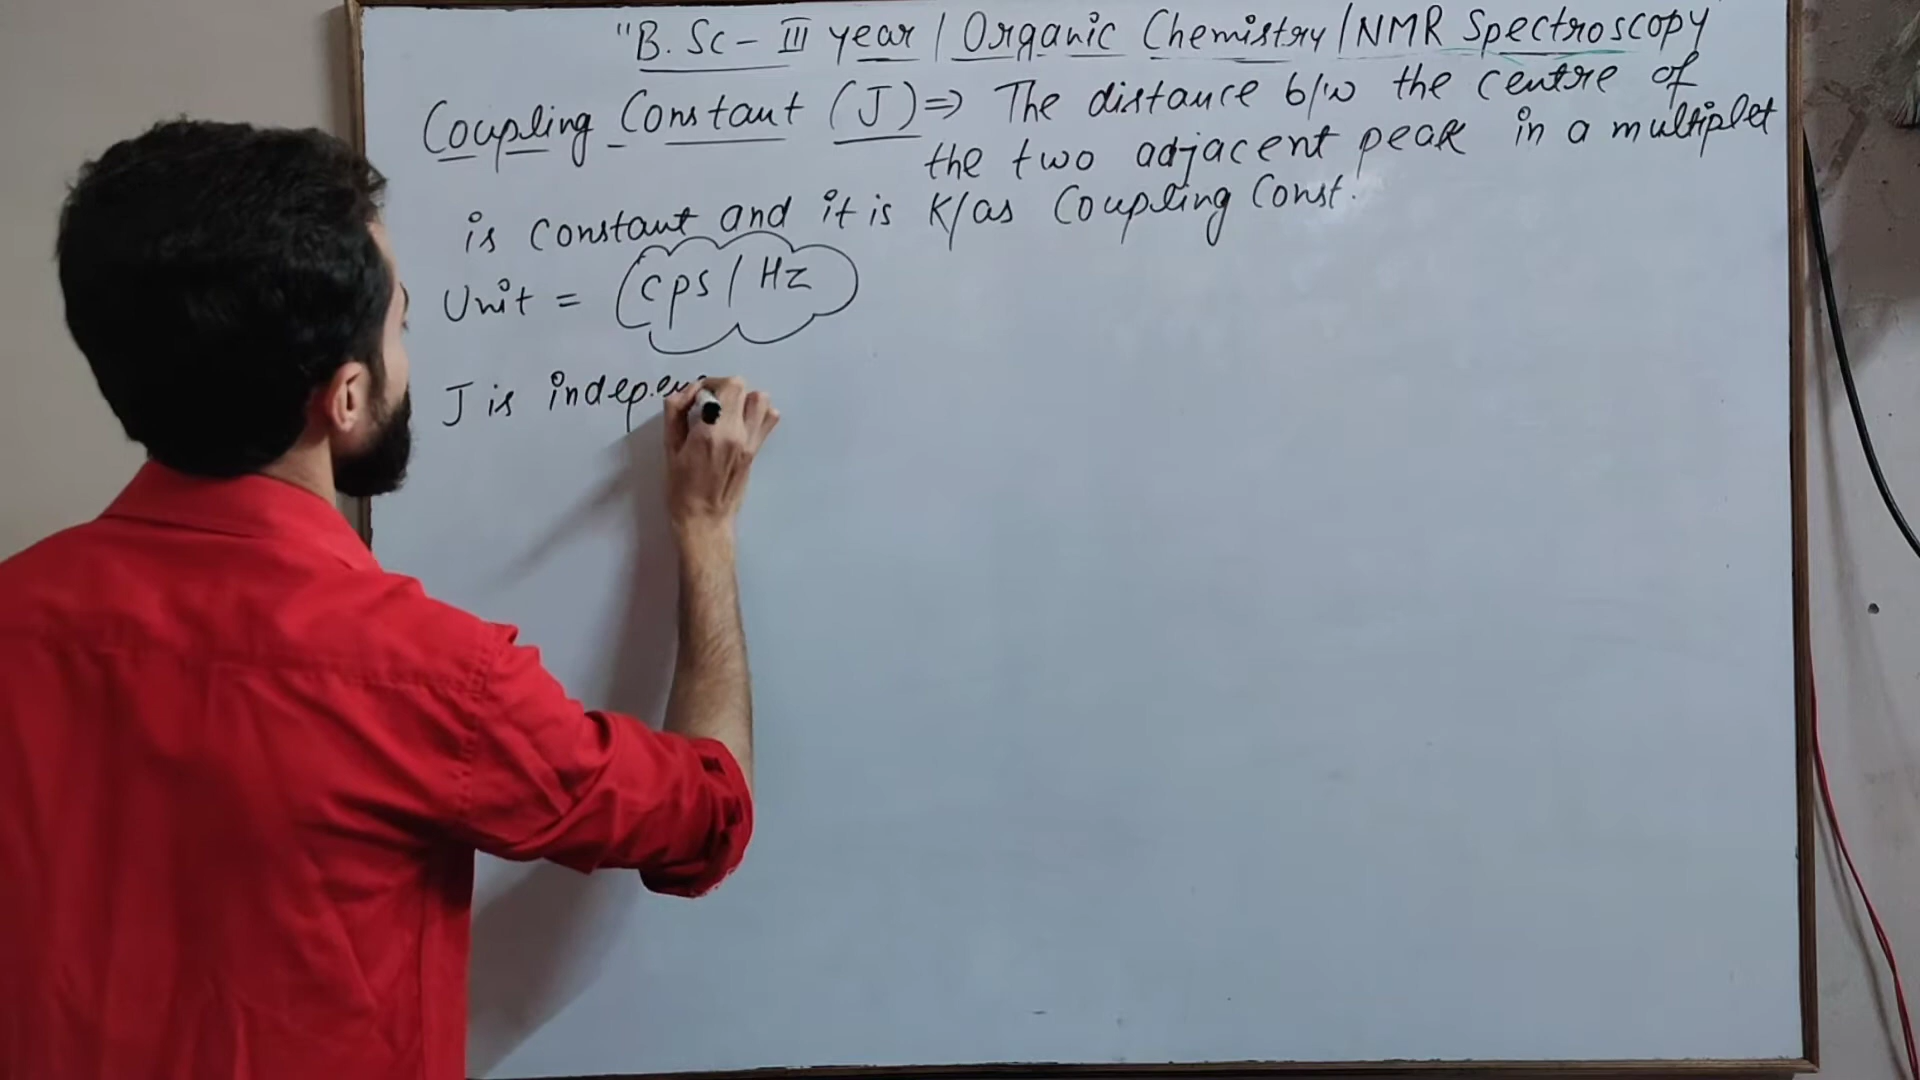 "B.Sc - III year / Organic Chemistry / NMR Spectroscopy
Coupling Constant (J) ⇒ The distance b/w the centre of
the two adjacent peak in a multiplet
is constant and it is K/as Coupling Const.
Unit = (cps / Hz)
J is indepen